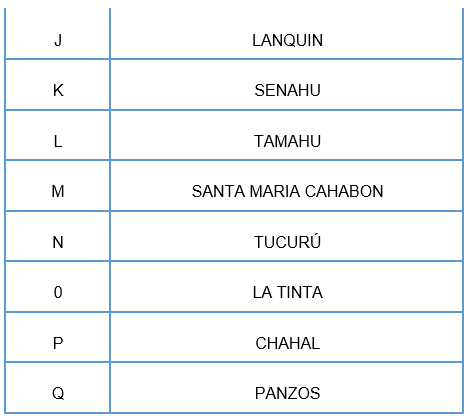 J LANQUIN
K SENAHU
L TAMAHU
M SANTA MARIA CAHABON
N TUCURÚ
0 LA TINTA
P CHAHAL
Q PANZOS